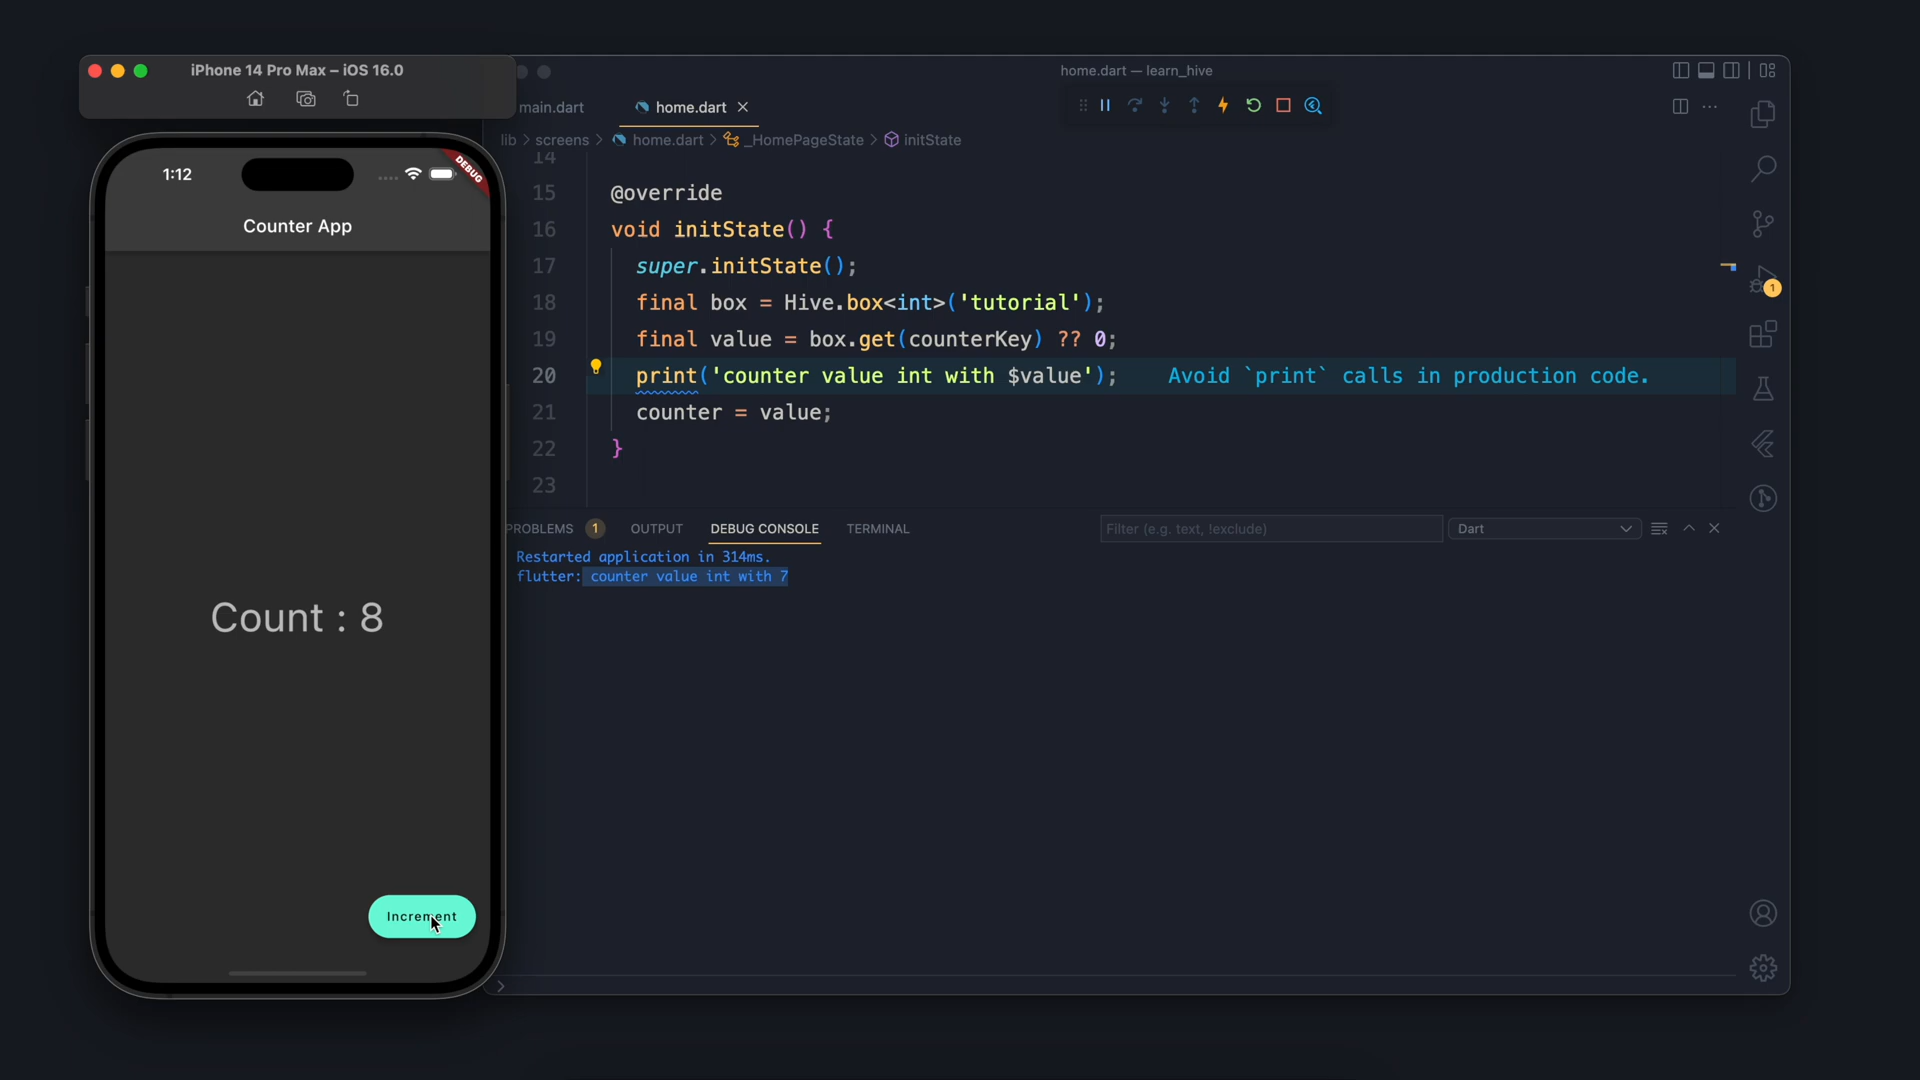 iPhone 14 Pro Max – iOS 16.0
home.dart — learn_hive
main.dart
home.dart
lib > screens > home.dart > _HomePageState > initState
1:12
DEBUG
Counter App
Count : 8
Increment
14
15 @override
16 void initState() {
17 super.initState();
18 final box = Hive.box<int>('tutorial');
19 final value = box.get(counterKey) ?? 0;
20 print('counter value int with $value'); Avoid `print` calls in production code.
21 counter = value;
22 }
23
1
PROBLEMS 1 OUTPUT DEBUG CONSOLE TERMINAL Filter (e.g. text, !exclude) Dart
Restarted application in 314ms.
flutter: counter value int with 7
>